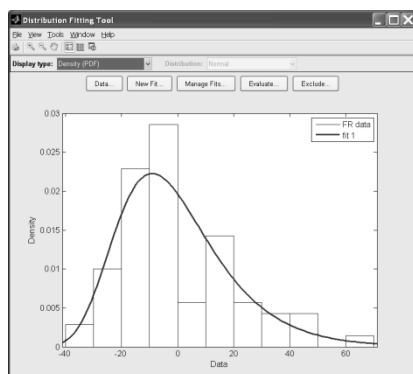 Distribution Fitting Tool
File View Tools Window Help
Display type: Density (PDF) Distribution: Normal
Data... New Fit... Manage Fits... Evaluate... Exclude...
FR data
fit 1
0.03
0.025
0.02
0.015
0.01
0.005
0
Density
-40 -20 0 20 40 60
Data